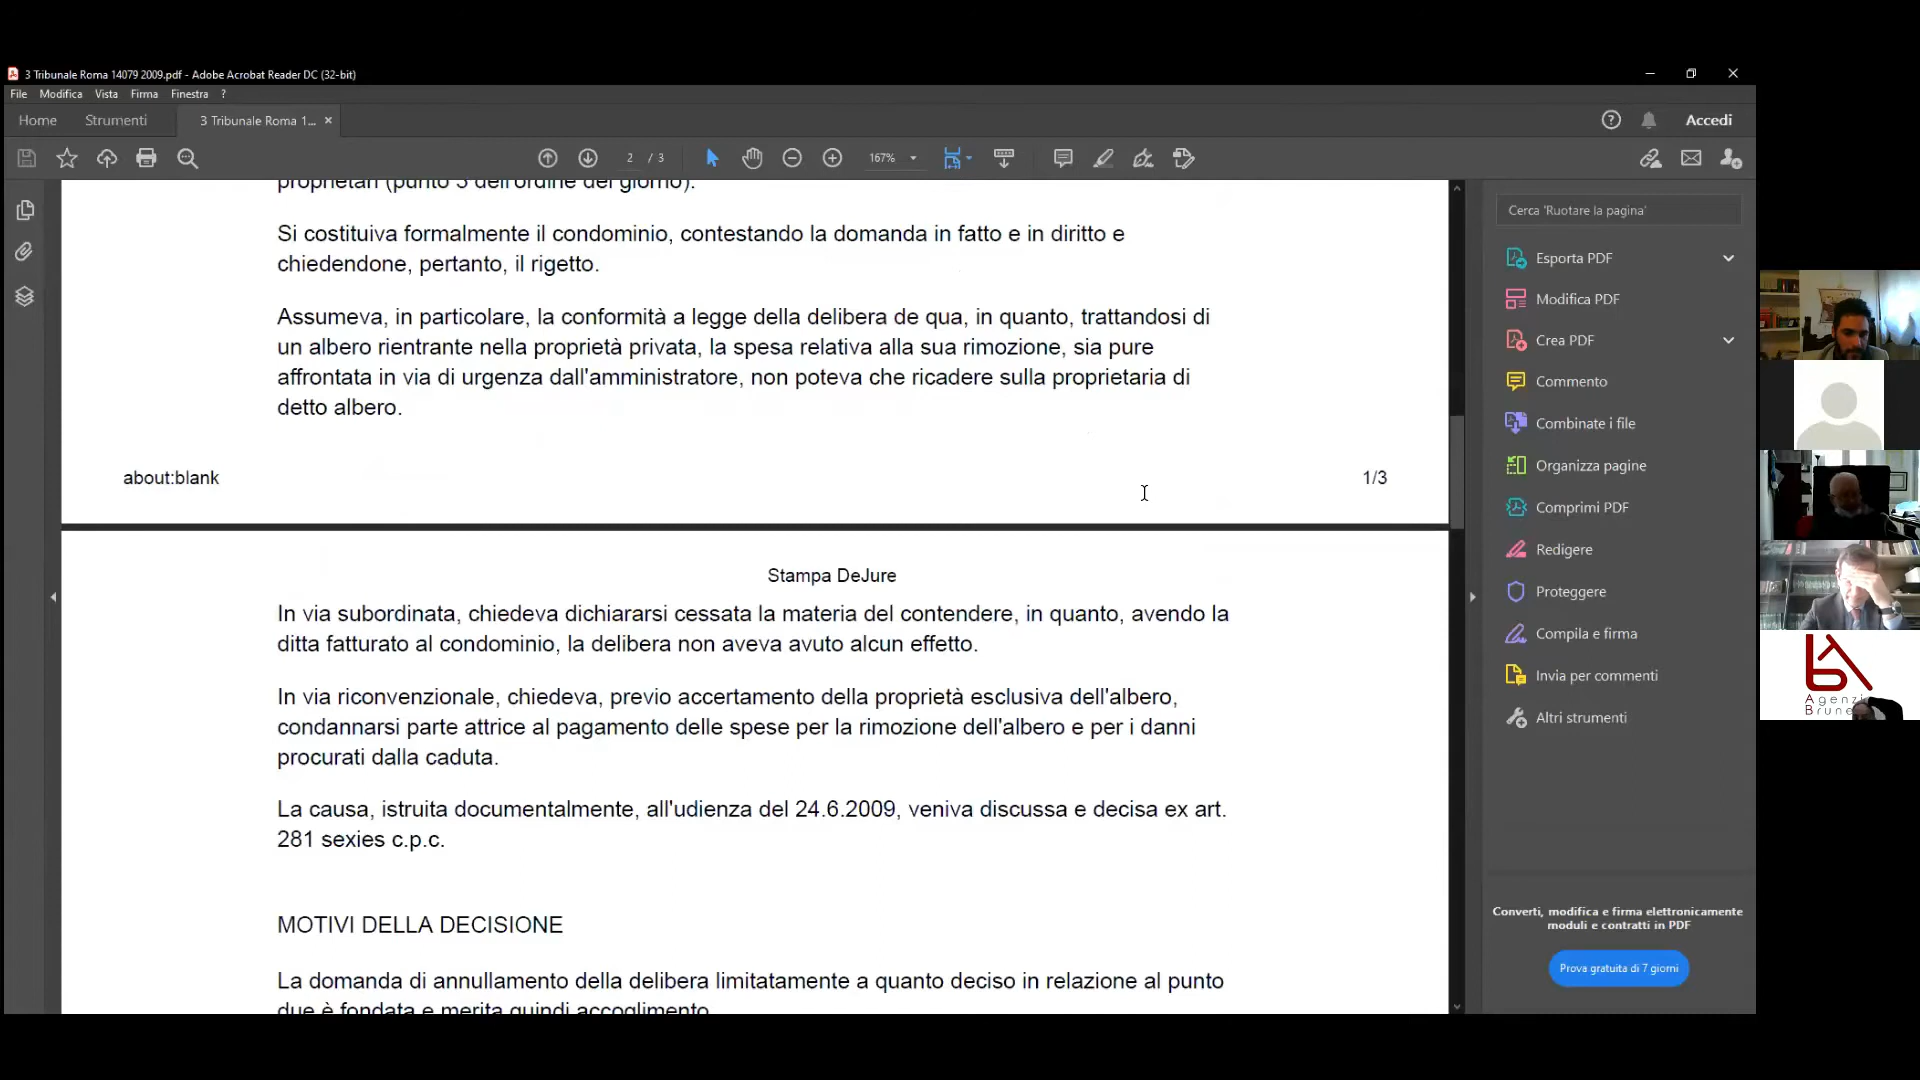 3 Tribunale Roma 14079 2009.pdf - Adobe Acrobat Reader DC (32-bit)
File Modifica Vista Firma Finestra ?
Home Strumenti 3 Tribunale Roma 1... × Accedi
2 / 3 167%
proprietari (punto 3 dell'ordine del giorno).
Si costituiva formalmente il condominio, contestando la domanda in fatto e in diritto e
chiedendone, pertanto, il rigetto.
Assumeva, in particolare, la conformità a legge della delibera de qua, in quanto, trattandosi di
un albero rientrante nella proprietà privata, la spesa relativa alla sua rimozione, sia pure
affrontata in via di urgenza dall'amministratore, non poteva che ricadere sulla proprietaria di
detto albero.
about:blank 1/3
Stampa DeJure
In via subordinata, chiedeva dichiararsi cessata la materia del contendere, in quanto, avendo la
ditta fatturato al condominio, la delibera non aveva avuto alcun effetto.
In via riconvenzionale, chiedeva, previo accertamento della proprietà esclusiva dell'albero,
condannarsi parte attrice al pagamento delle spese per la rimozione dell'albero e per i danni
procurati dalla caduta.
La causa, istruita documentalmente, all'udienza del 24.6.2009, veniva discussa e decisa ex art.
281 sexies c.p.c.
MOTIVI DELLA DECISIONE
La domanda di annullamento della delibera limitatamente a quanto deciso in relazione al punto
due è fondata e merita quindi accoglimento.
Cerca 'Ruotare la pagina'
Esporta PDF
Modifica PDF
Crea PDF
Commento
Combinate i file
Organizza pagine
Comprimi PDF
Redigere
Proteggere
Compila e firma
Invia per commenti
Altri strumenti
Converti, modifica e firma elettronicamente
moduli e contratti in PDF
Prova gratuita di 7 giorni